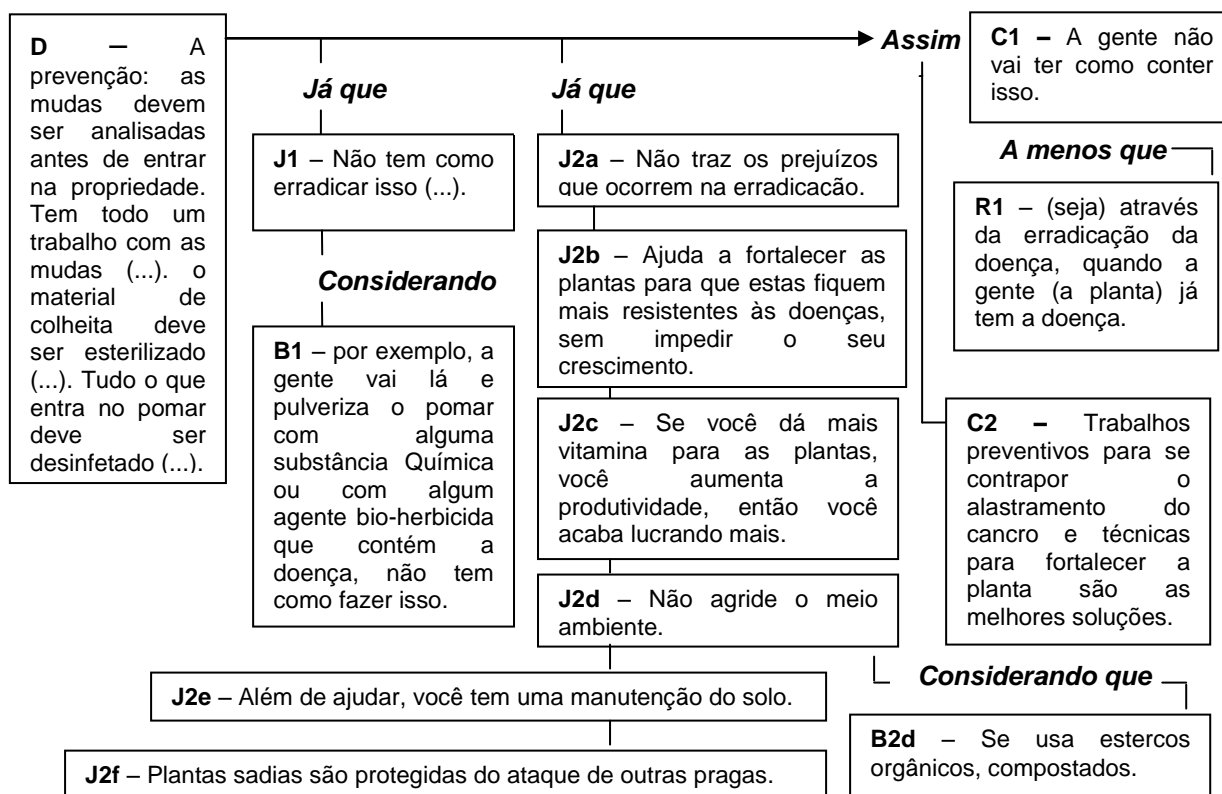 D — A
prevenção: as
mudas devem
ser analisadas
antes de entrar
na propriedade.
Tem todo um
trabalho com as
mudas (...). o
material de
colheita deve
ser esterilizado
(...). Tudo o que
entra no pomar
deve ser
desinfetado (...).
Já que
J1 – Não tem como
erradicar isso (...).
Considerando
B1 – por exemplo, a
gente vai lá e
pulveriza o pomar
com alguma
substância Química
ou com algum
agente bio-herbicida
que contém a
doença, não tem
como fazer isso.
Já que
J2a – Não traz os prejuízos
que ocorrem na erradicação.
J2b – Ajuda a fortalecer as
plantas para que estas fiquem
mais resistentes às doenças,
sem impedir o seu
crescimento.
J2c – Se você dá mais
vitamina para as plantas,
você aumenta a
produtividade, então você
acaba lucrando mais.
J2d – Não agride o meio
ambiente.
J2e – Além de ajudar, você tem uma manutenção do solo.
J2f – Plantas sadias são protegidas do ataque de outras pragas.
Assim
C1 – A gente não
vai ter como conter
isso.
A menos que
R1 – (seja) através
da erradicação da
doença, quando a
gente (a planta) já
tem a doença.
C2 – Trabalhos
preventivos para se
contrapor o
alastramento do
cancro e técnicas
para fortalecer a
planta são as
melhores soluções.
Considerando que
B2d – Se usa estercos
orgânicos, compostados.